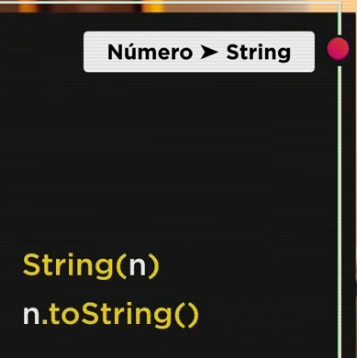 Número ➤ String
String(n)
n.toString()